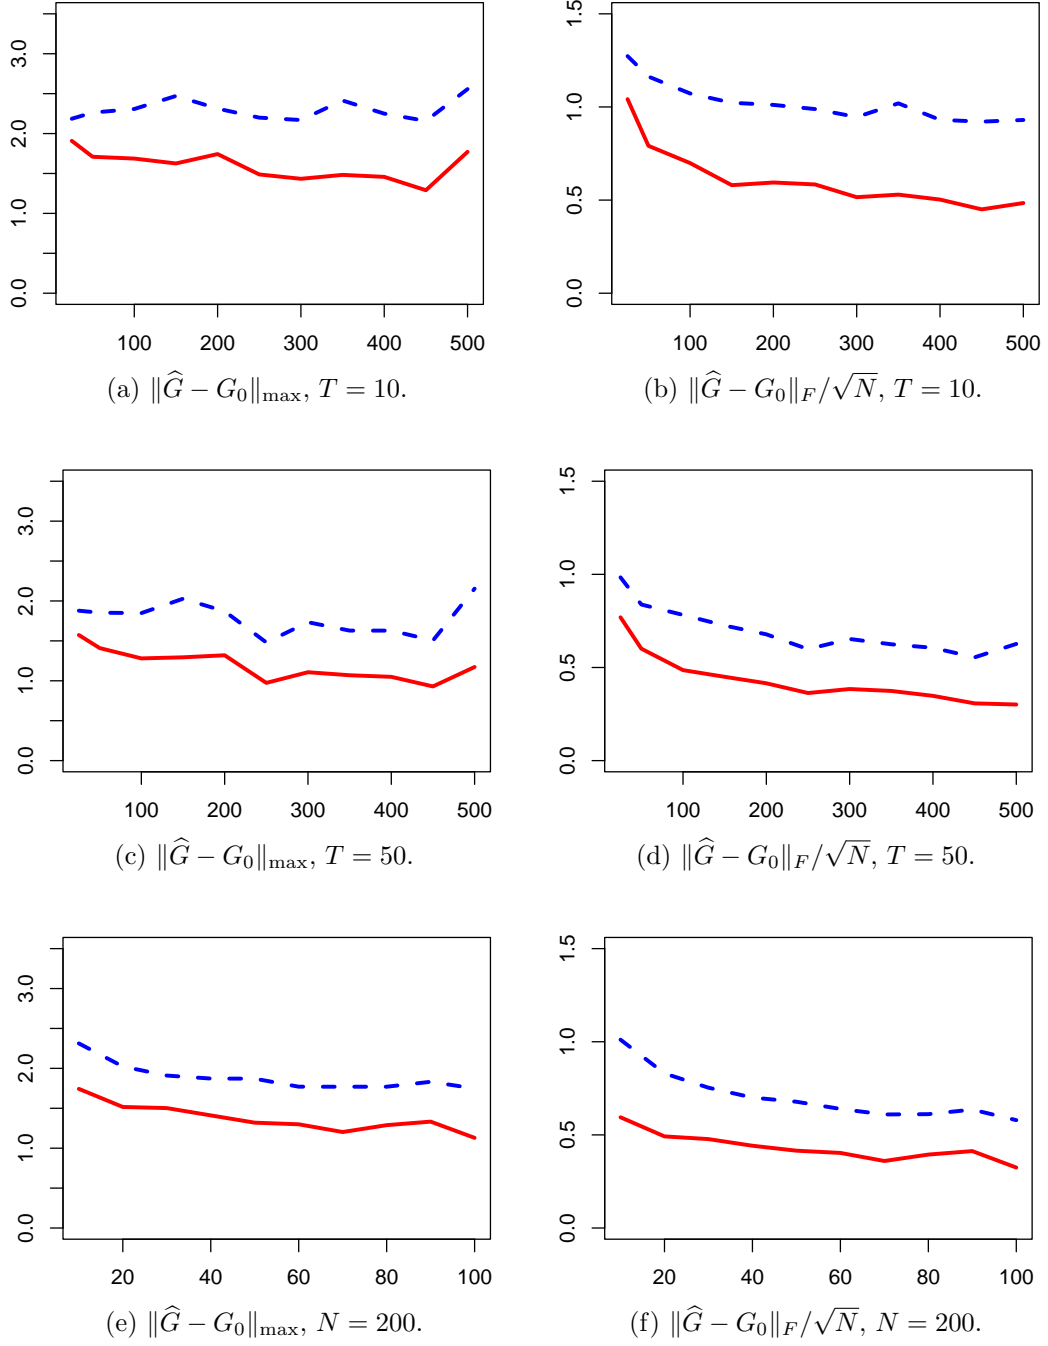 3.0
2.0
1.0
0.0
100 200 300 400 500
(a) ‖Ĝ − G₀‖max, T = 10.
1.5
1.0
0.5
0.0
100 200 300 400 500
(b) ‖Ĝ − G₀‖F/√N, T = 10.
3.0
2.0
1.0
0.0
100 200 300 400 500
(c) ‖Ĝ − G₀‖max, T = 50.
1.5
1.0
0.5
0.0
100 200 300 400 500
(d) ‖Ĝ − G₀‖F/√N, T = 50.
3.0
2.0
1.0
0.0
20 40 60 80 100
(e) ‖Ĝ − G₀‖max, N = 200.
1.5
1.0
0.5
0.0
20 40 60 80 100
(f) ‖Ĝ − G₀‖F/√N, N = 200.